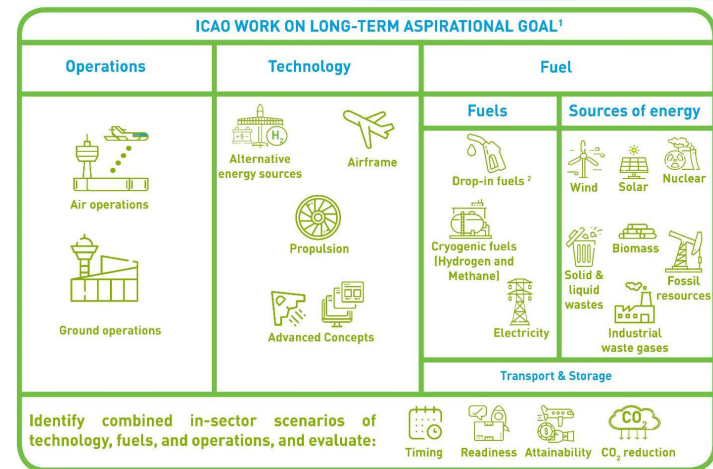 ICAO WORK ON LONG-TERM ASPIRATIONAL GOAL¹
Operations
Technology
Fuel
Air operations
Ground operations
H₂
Alternative
energy sources
Airframe
Propulsion
Advanced Concepts
Fuels
Drop-in fuels ²
Cryogenic fuels
(Hydrogen and
Methane)
Electricity
Sources of energy
Wind
Solar
Nuclear
Solid &
liquid
wastes
Biomass
Fossil
resources
Industrial
waste gases
Transport & Storage
Identify combined in-sector scenarios of
technology, fuels, and operations, and evaluate:
Timing
Readiness
Attainability
CO₂
CO₂ reduction